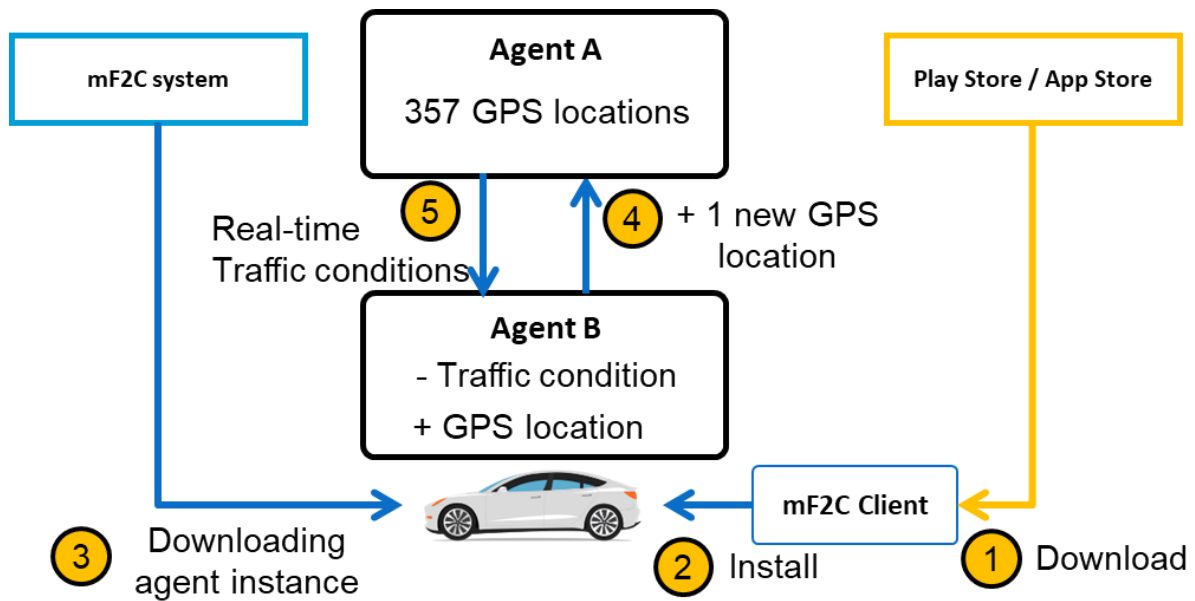 mF2C system
Agent A
357 GPS locations
Play Store / App Store
5
Real-time
Traffic conditions
4
+ 1 new GPS
location
Agent B
- Traffic condition
+ GPS location
mF2C Client
3
Downloading
agent instance
2
Install
1
Download